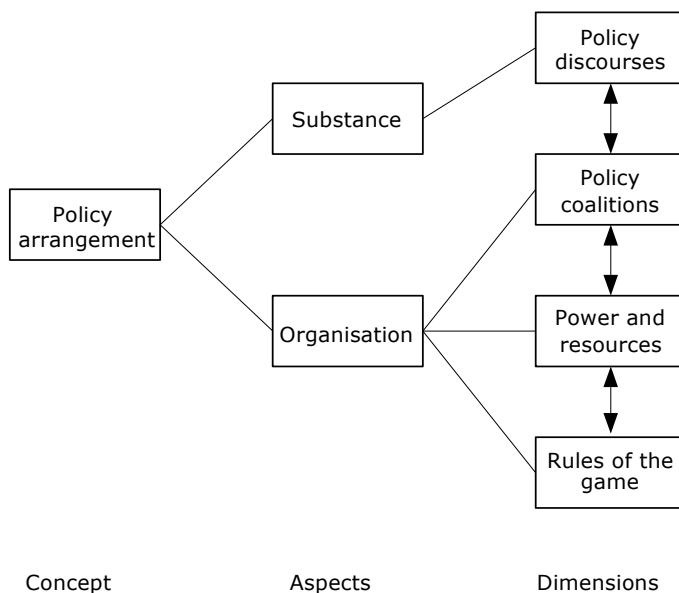 Policy
discourses
Substance
Policy
coalitions
Policy
arrangement
Organisation
Power and
resources
Rules of the
game
Concept
Aspects
Dimensions